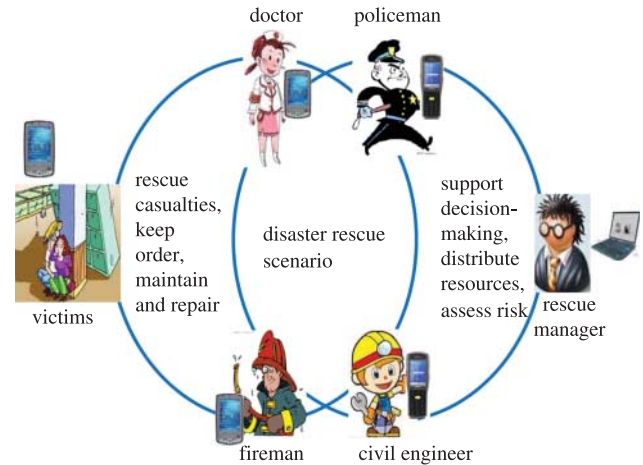 doctor
policeman
rescue
casualties,
keep
order,
maintain
and repair
disaster rescue
scenario
support
decision-
making,
distribute
resources,
assess risk
victims
rescue
manager
fireman
civil engineer